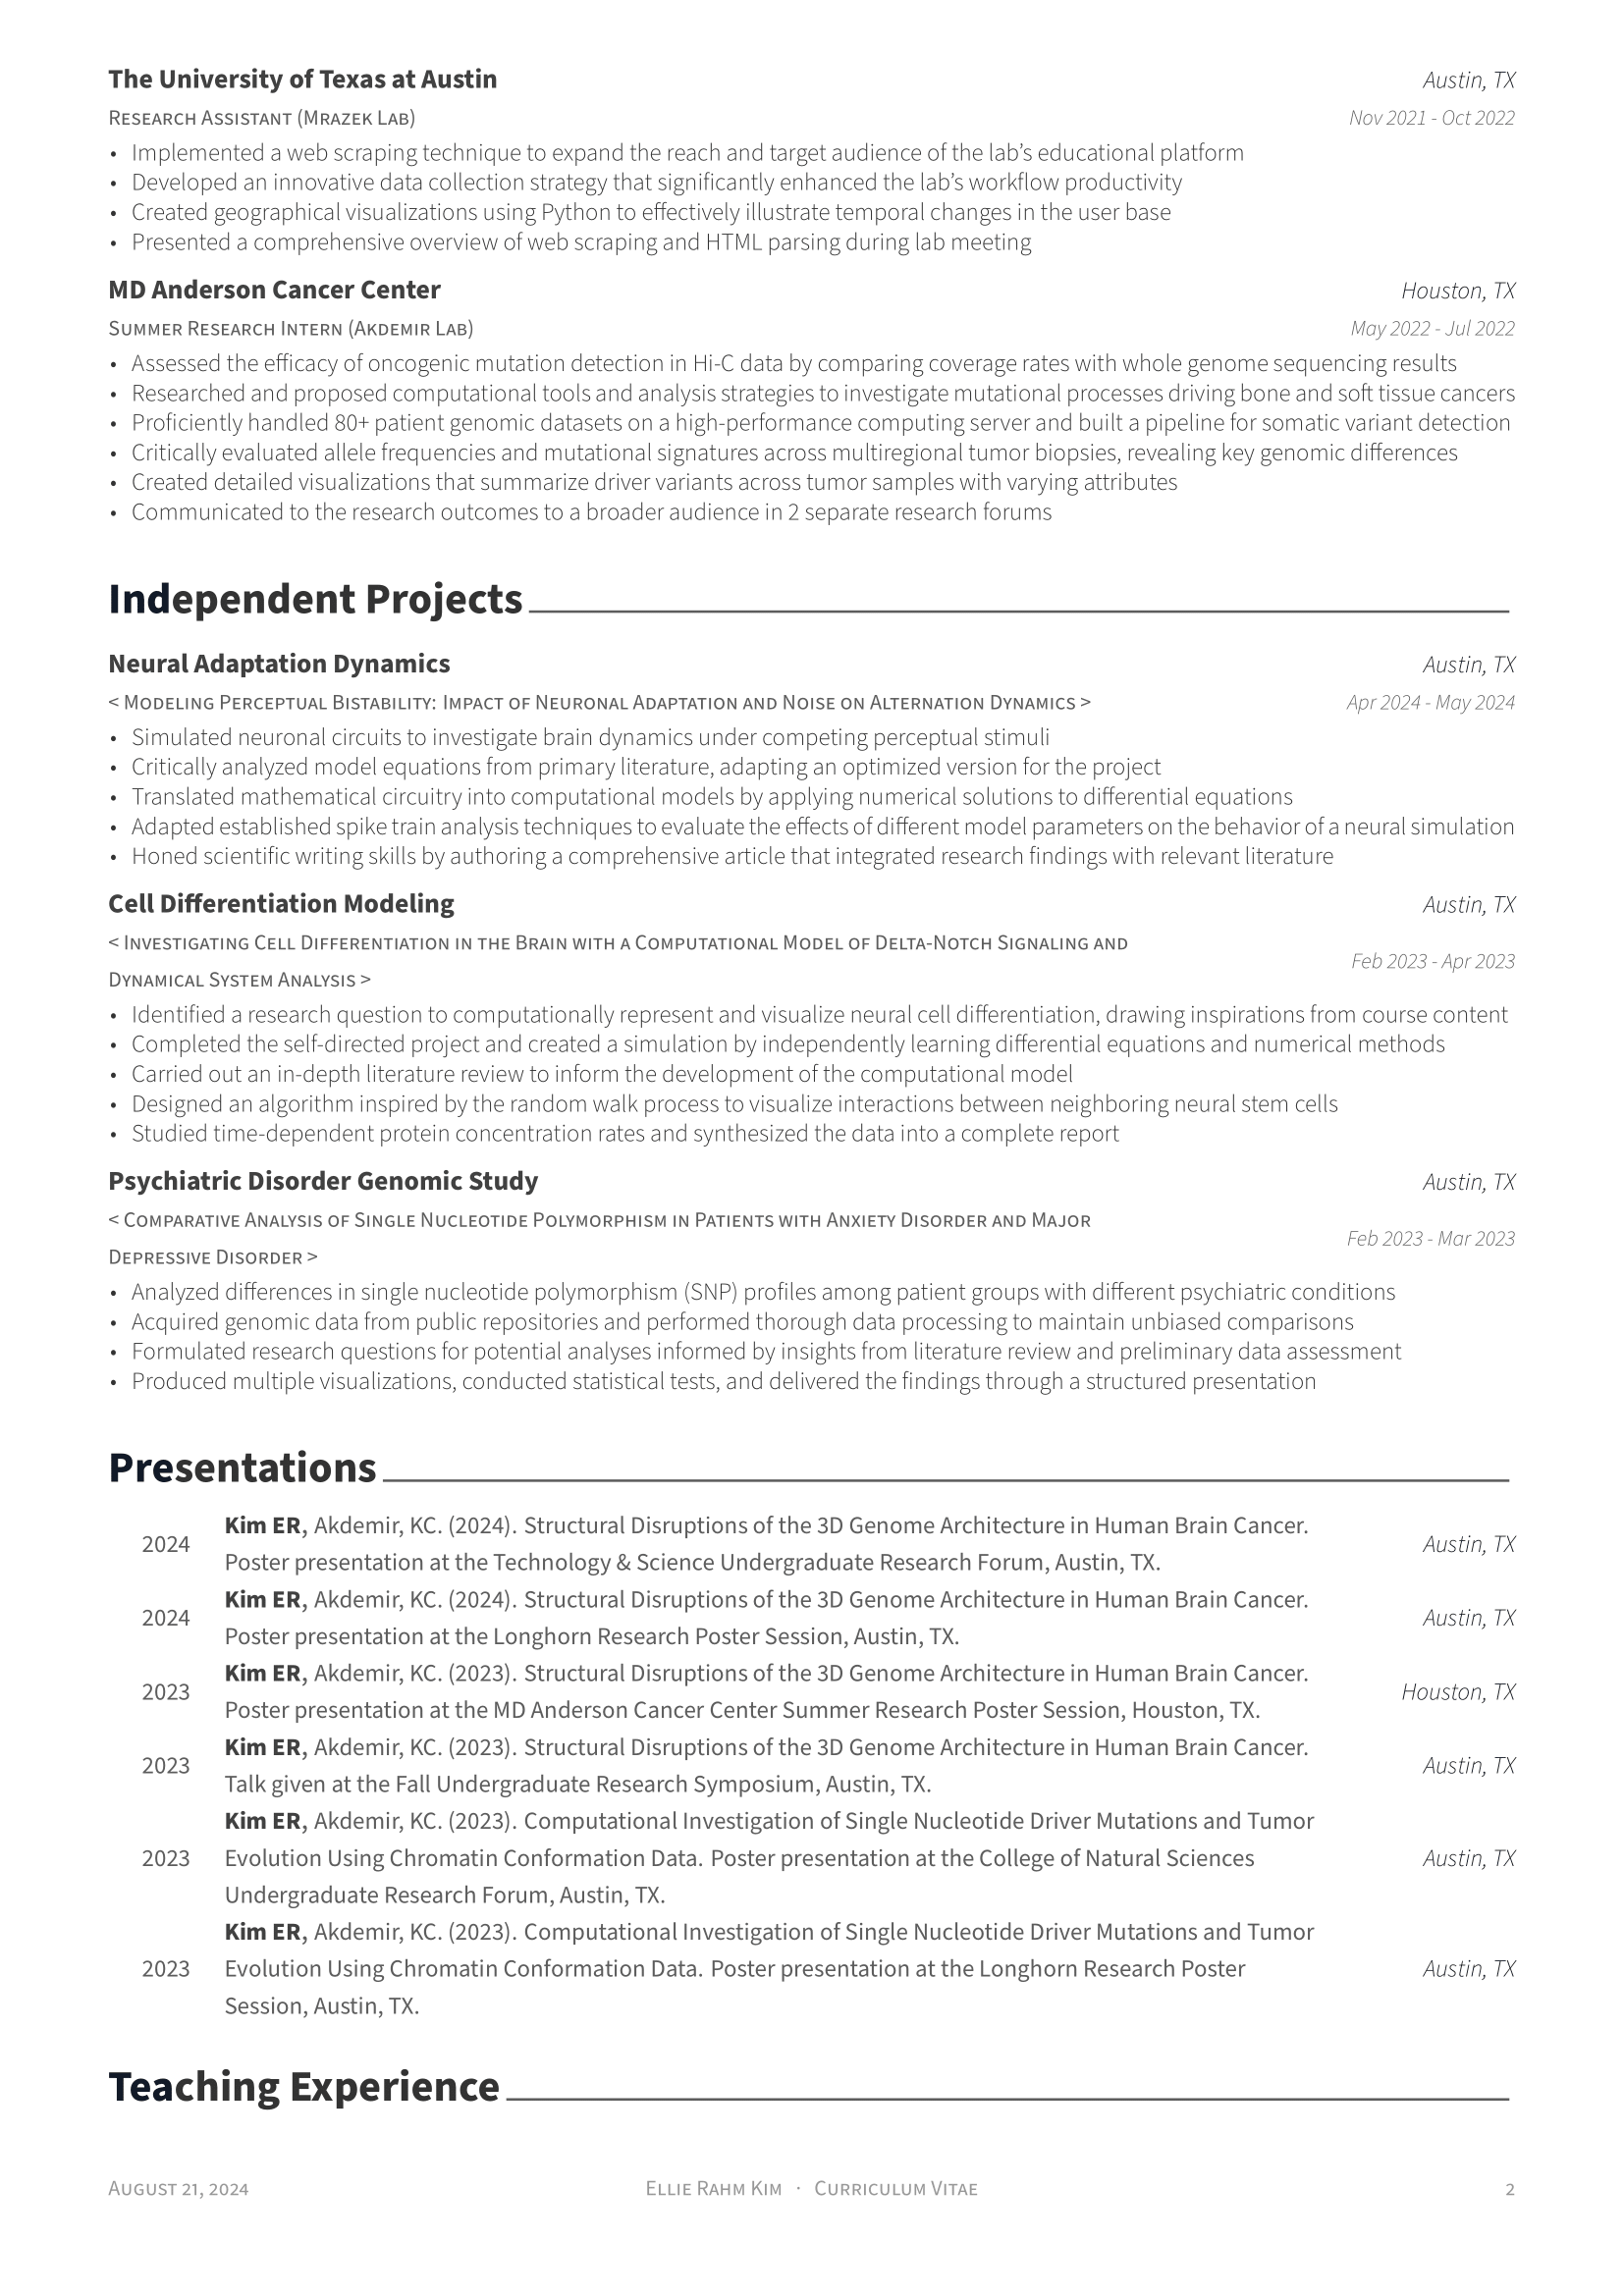 The University of Texas at Austin Austin, TX
Research Assistant (Mrazek Lab) Nov 2021 - Oct 2022
• Implemented a web scraping technique to expand the reach and target audience of the lab’s educational platform
• Developed an innovative data collection strategy that significantly enhanced the lab’s workflow productivity
• Created geographical visualizations using Python to effectively illustrate temporal changes in the user base
• Presented a comprehensive overview of web scraping and HTML parsing during lab meeting
MD Anderson Cancer Center Houston, TX
Summer Research Intern (Akdemir Lab) May 2022 - Jul 2022
• Assessed the efficacy of oncogenic mutation detection in Hi-C data by comparing coverage rates with whole genome sequencing results
• Researched and proposed computational tools and analysis strategies to investigate mutational processes driving bone and soft tissue cancers
• Proficiently handled 80+ patient genomic datasets on a high-performance computing server and built a pipeline for somatic variant detection
• Critically evaluated allele frequencies and mutational signatures across multiregional tumor biopsies, revealing key genomic differences
• Created detailed visualizations that summarize driver variants across tumor samples with varying attributes
• Communicated to the research outcomes to a broader audience in 2 separate research forums
Independent Projects
Neural Adaptation Dynamics Austin, TX
< Modeling Perceptual Bistability: Impact of Neuronal Adaptation and Noise on Alternation Dynamics > Apr 2024 - May 2024
• Simulated neuronal circuits to investigate brain dynamics under competing perceptual stimuli
• Critically analyzed model equations from primary literature, adapting an optimized version for the project
• Translated mathematical circuitry into computational models by applying numerical solutions to differential equations
• Adapted established spike train analysis techniques to evaluate the effects of different model parameters on the behavior of a neural simulation
• Honed scientific writing skills by authoring a comprehensive article that integrated research findings with relevant literature
Cell Differentiation Modeling Austin, TX
< Investigating Cell Differentiation in the Brain with a Computational Model of Delta-Notch Signaling and
Feb 2023 - Apr 2023
Dynamical System Analysis >
• Identified a research question to computationally represent and visualize neural cell differentiation, drawing inspirations from course content
• Completed the self-directed project and created a simulation by independently learning differential equations and numerical methods
• Carried out an in-depth literature review to inform the development of the computational model
• Designed an algorithm inspired by the random walk process to visualize interactions between neighboring neural stem cells
• Studied time-dependent protein concentration rates and synthesized the data into a complete report
Psychiatric Disorder Genomic Study Austin, TX
< Comparative Analysis of Single Nucleotide Polymorphism in Patients with Anxiety Disorder and Major
Feb 2023 - Mar 2023
Depressive Disorder >
• Analyzed differences in single nucleotide polymorphism (SNP) profiles among patient groups with different psychiatric conditions
• Acquired genomic data from public repositories and performed thorough data processing to maintain unbiased comparisons
• Formulated research questions for potential analyses informed by insights from literature review and preliminary data assessment
• Produced multiple visualizations, conducted statistical tests, and delivered the findings through a structured presentation
Presentations
Kim ER, Akdemir, KC. (2024). Structural Disruptions of the 3D Genome Architecture in Human Brain Cancer.
2024 Austin, TX
Poster presentation at the Technology & Science Undergraduate Research Forum, Austin, TX.
Kim ER, Akdemir, KC. (2024). Structural Disruptions of the 3D Genome Architecture in Human Brain Cancer.
2024 Austin, TX
Poster presentation at the Longhorn Research Poster Session, Austin, TX.
Kim ER, Akdemir, KC. (2023). Structural Disruptions of the 3D Genome Architecture in Human Brain Cancer.
2023 Houston, TX
Poster presentation at the MD Anderson Cancer Center Summer Research Poster Session, Houston, TX.
Kim ER, Akdemir, KC. (2023). Structural Disruptions of the 3D Genome Architecture in Human Brain Cancer.
2023 Austin, TX
Talk given at the Fall Undergraduate Research Symposium, Austin, TX.
Kim ER, Akdemir, KC. (2023). Computational Investigation of Single Nucleotide Driver Mutations and Tumor
2023 Evolution Using Chromatin Conformation Data. Poster presentation at the College of Natural Sciences Austin, TX
Undergraduate Research Forum, Austin, TX.
Kim ER, Akdemir, KC. (2023). Computational Investigation of Single Nucleotide Driver Mutations and Tumor
2023 Evolution Using Chromatin Conformation Data. Poster presentation at the Longhorn Research Poster Austin, TX
Session, Austin, TX.
Teaching Experience
August 21, 2024 Ellie Rahm Kim · Curriculum Vitae 2